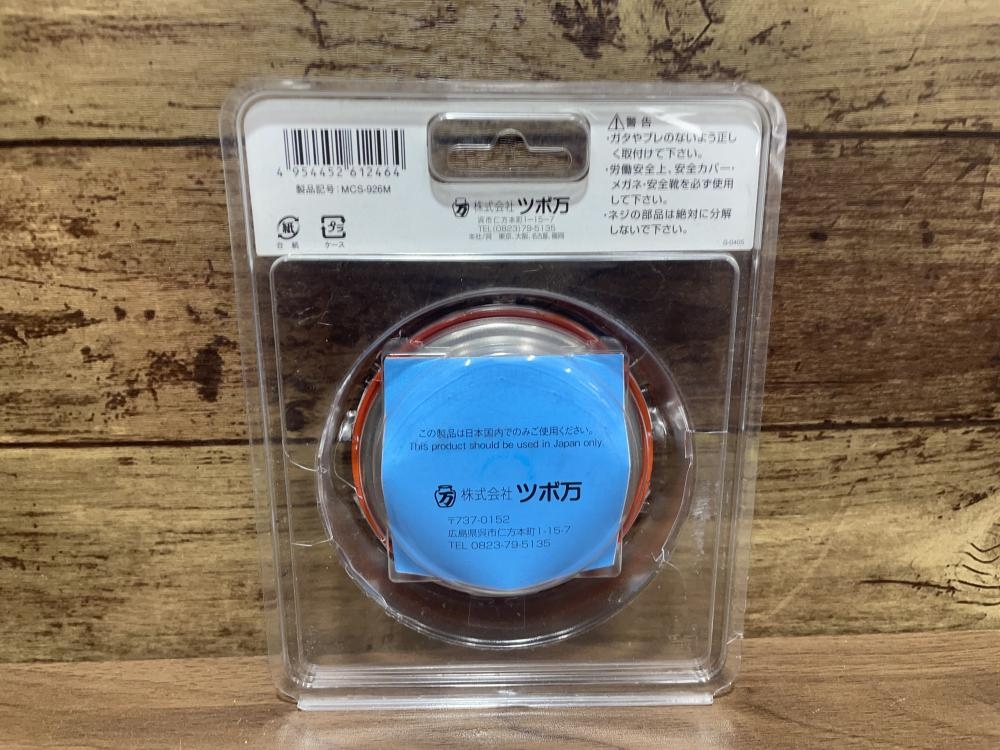 4 954452 612464
製品記号：MCS-926M
紙
台 紙
プラ
ケース
万 株式会社 ツボ万
呉市仁方本町1-15-7
TEL(0823)79-5135
本社/呉 東京、大阪、名古屋、福岡
警告
・ガタやブレのないよう正し
く取付けて下さい。
・労働安全上、安全カバー・
メガネ・安全靴を必ず使用
して下さい。
・ネジの部品は絶対に分解
しないで下さい。
G-0405
この製品は日本国内でのみご使用ください。
This product should be used in Japan only.
万 株式会社 ツボ万
〒737-0152
広島県呉市仁方本町1-15-7
TEL 0823-79-5135